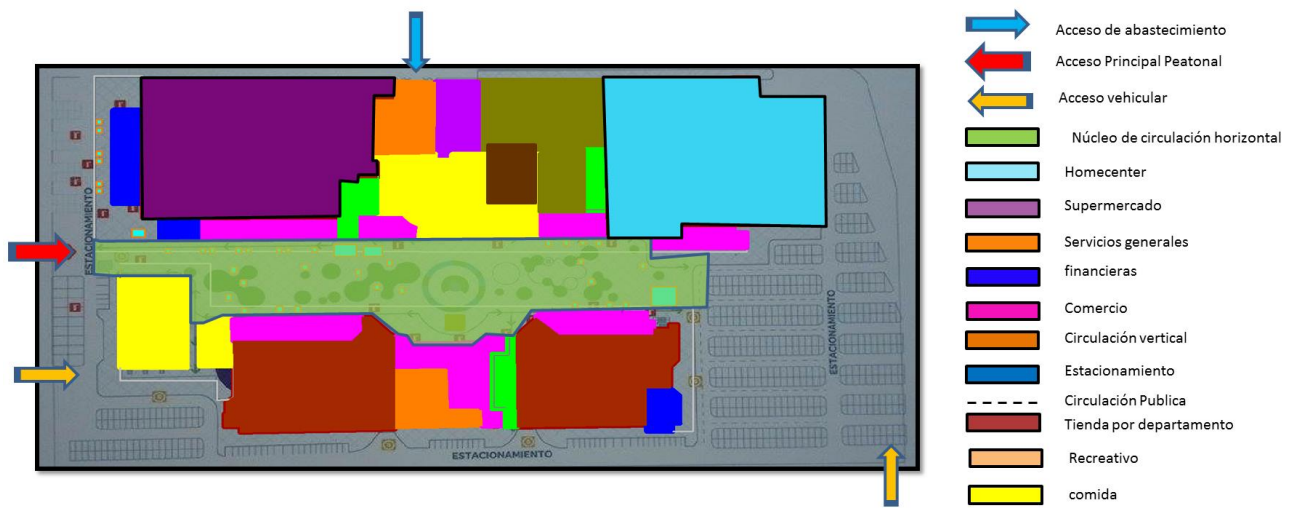 Acceso de abastecimiento
Acceso Principal Peatonal
Acceso vehicular
Núcleo de circulación horizontal
Homecenter
Supermercado
Servicios generales
financieras
Comercio
Circulación vertical
Estacionamiento
Circulación Publica
Tienda por departamento
Recreativo
comida
ESTACIONAMIENTO
ESTACIONAMIENTO
ESTACIONAMIENTO